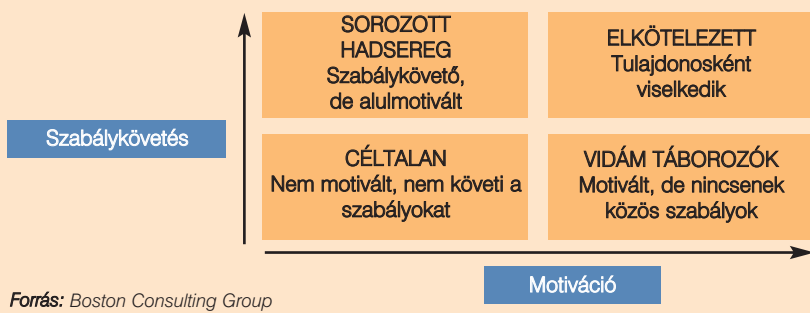 SOROZOTT
HADSEREG
Szabálykövető,
de alulmotivált
ELKÖTELEZETT
Tulajdonosként
viselkedik
Szabálykövetés
CÉLTALAN
Nem motivált, nem követi a
szabályokat
VIDÁM TÁBOROZÓK
Motivált, de nincsenek
közös szabályok
Motiváció
Forrás: Boston Consulting Group